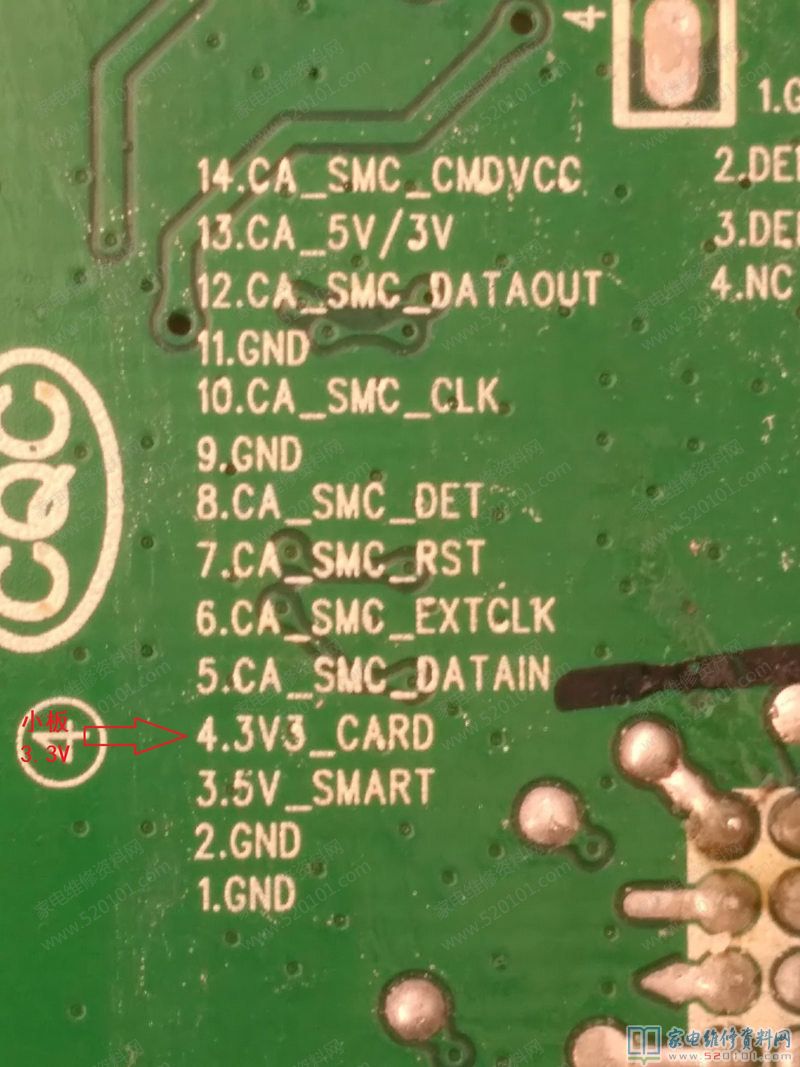 4
1.G
14.CA_SMC_CMDVCC
2.DE
13.CA_5V/3V
3.DE
12.CA_SMC_DATAOUT
4.NC
11.GND
10.CA_SMC_CLK
9.GND
CQC
8.CA_SMC_DET
7.CA_SMC_RST
6.CA_SMC_EXTCLK
5.CA_SMC_DATAIN
小板
3.3V
1
4.3V3_CARD
3.5V_SMART
2.GND
1.GND
家电维修资料网
www.520101.com